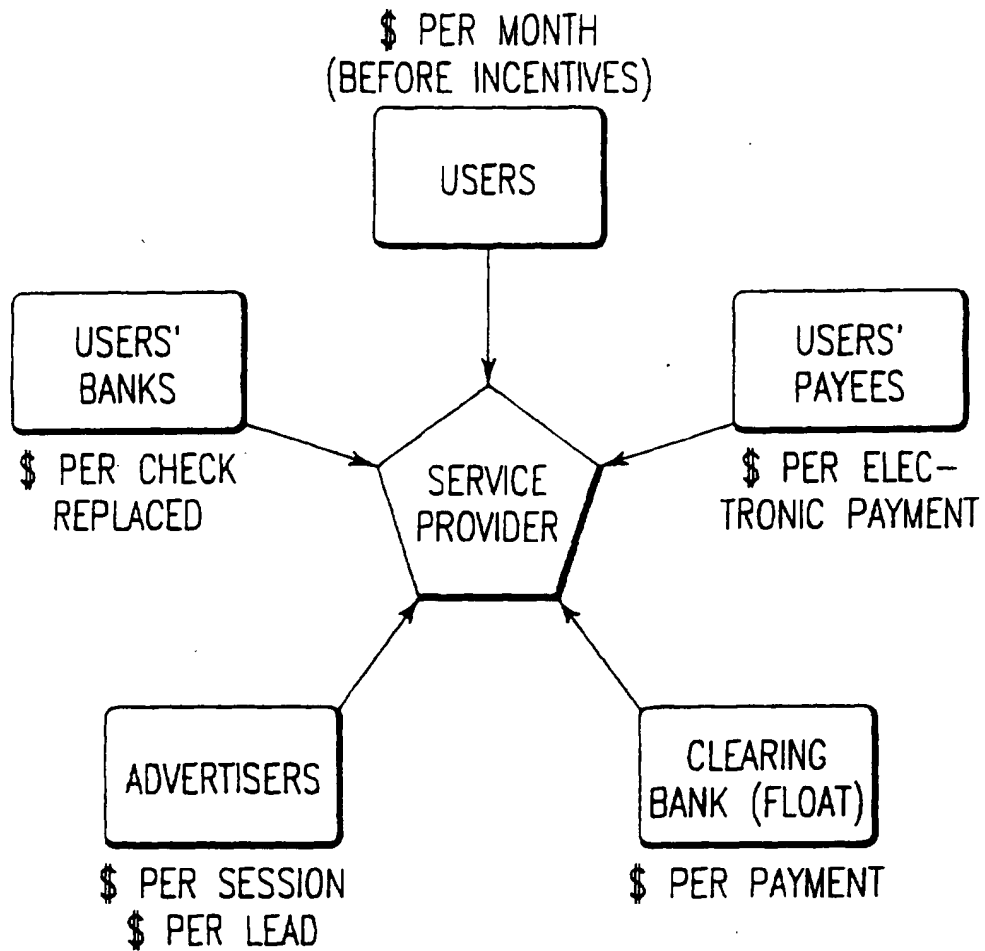 $ PER MONTH
(BEFORE INCENTIVES)
USERS
USERS'
BANKS
$ PER CHECK
REPLACED
USERS'
PAYEES
$ PER ELEC-
TRONIC PAYMENT
SERVICE
PROVIDER
ADVERTISERS
$ PER SESSION
$ PER LEAD
CLEARING
BANK (FLOAT)
$ PER PAYMENT